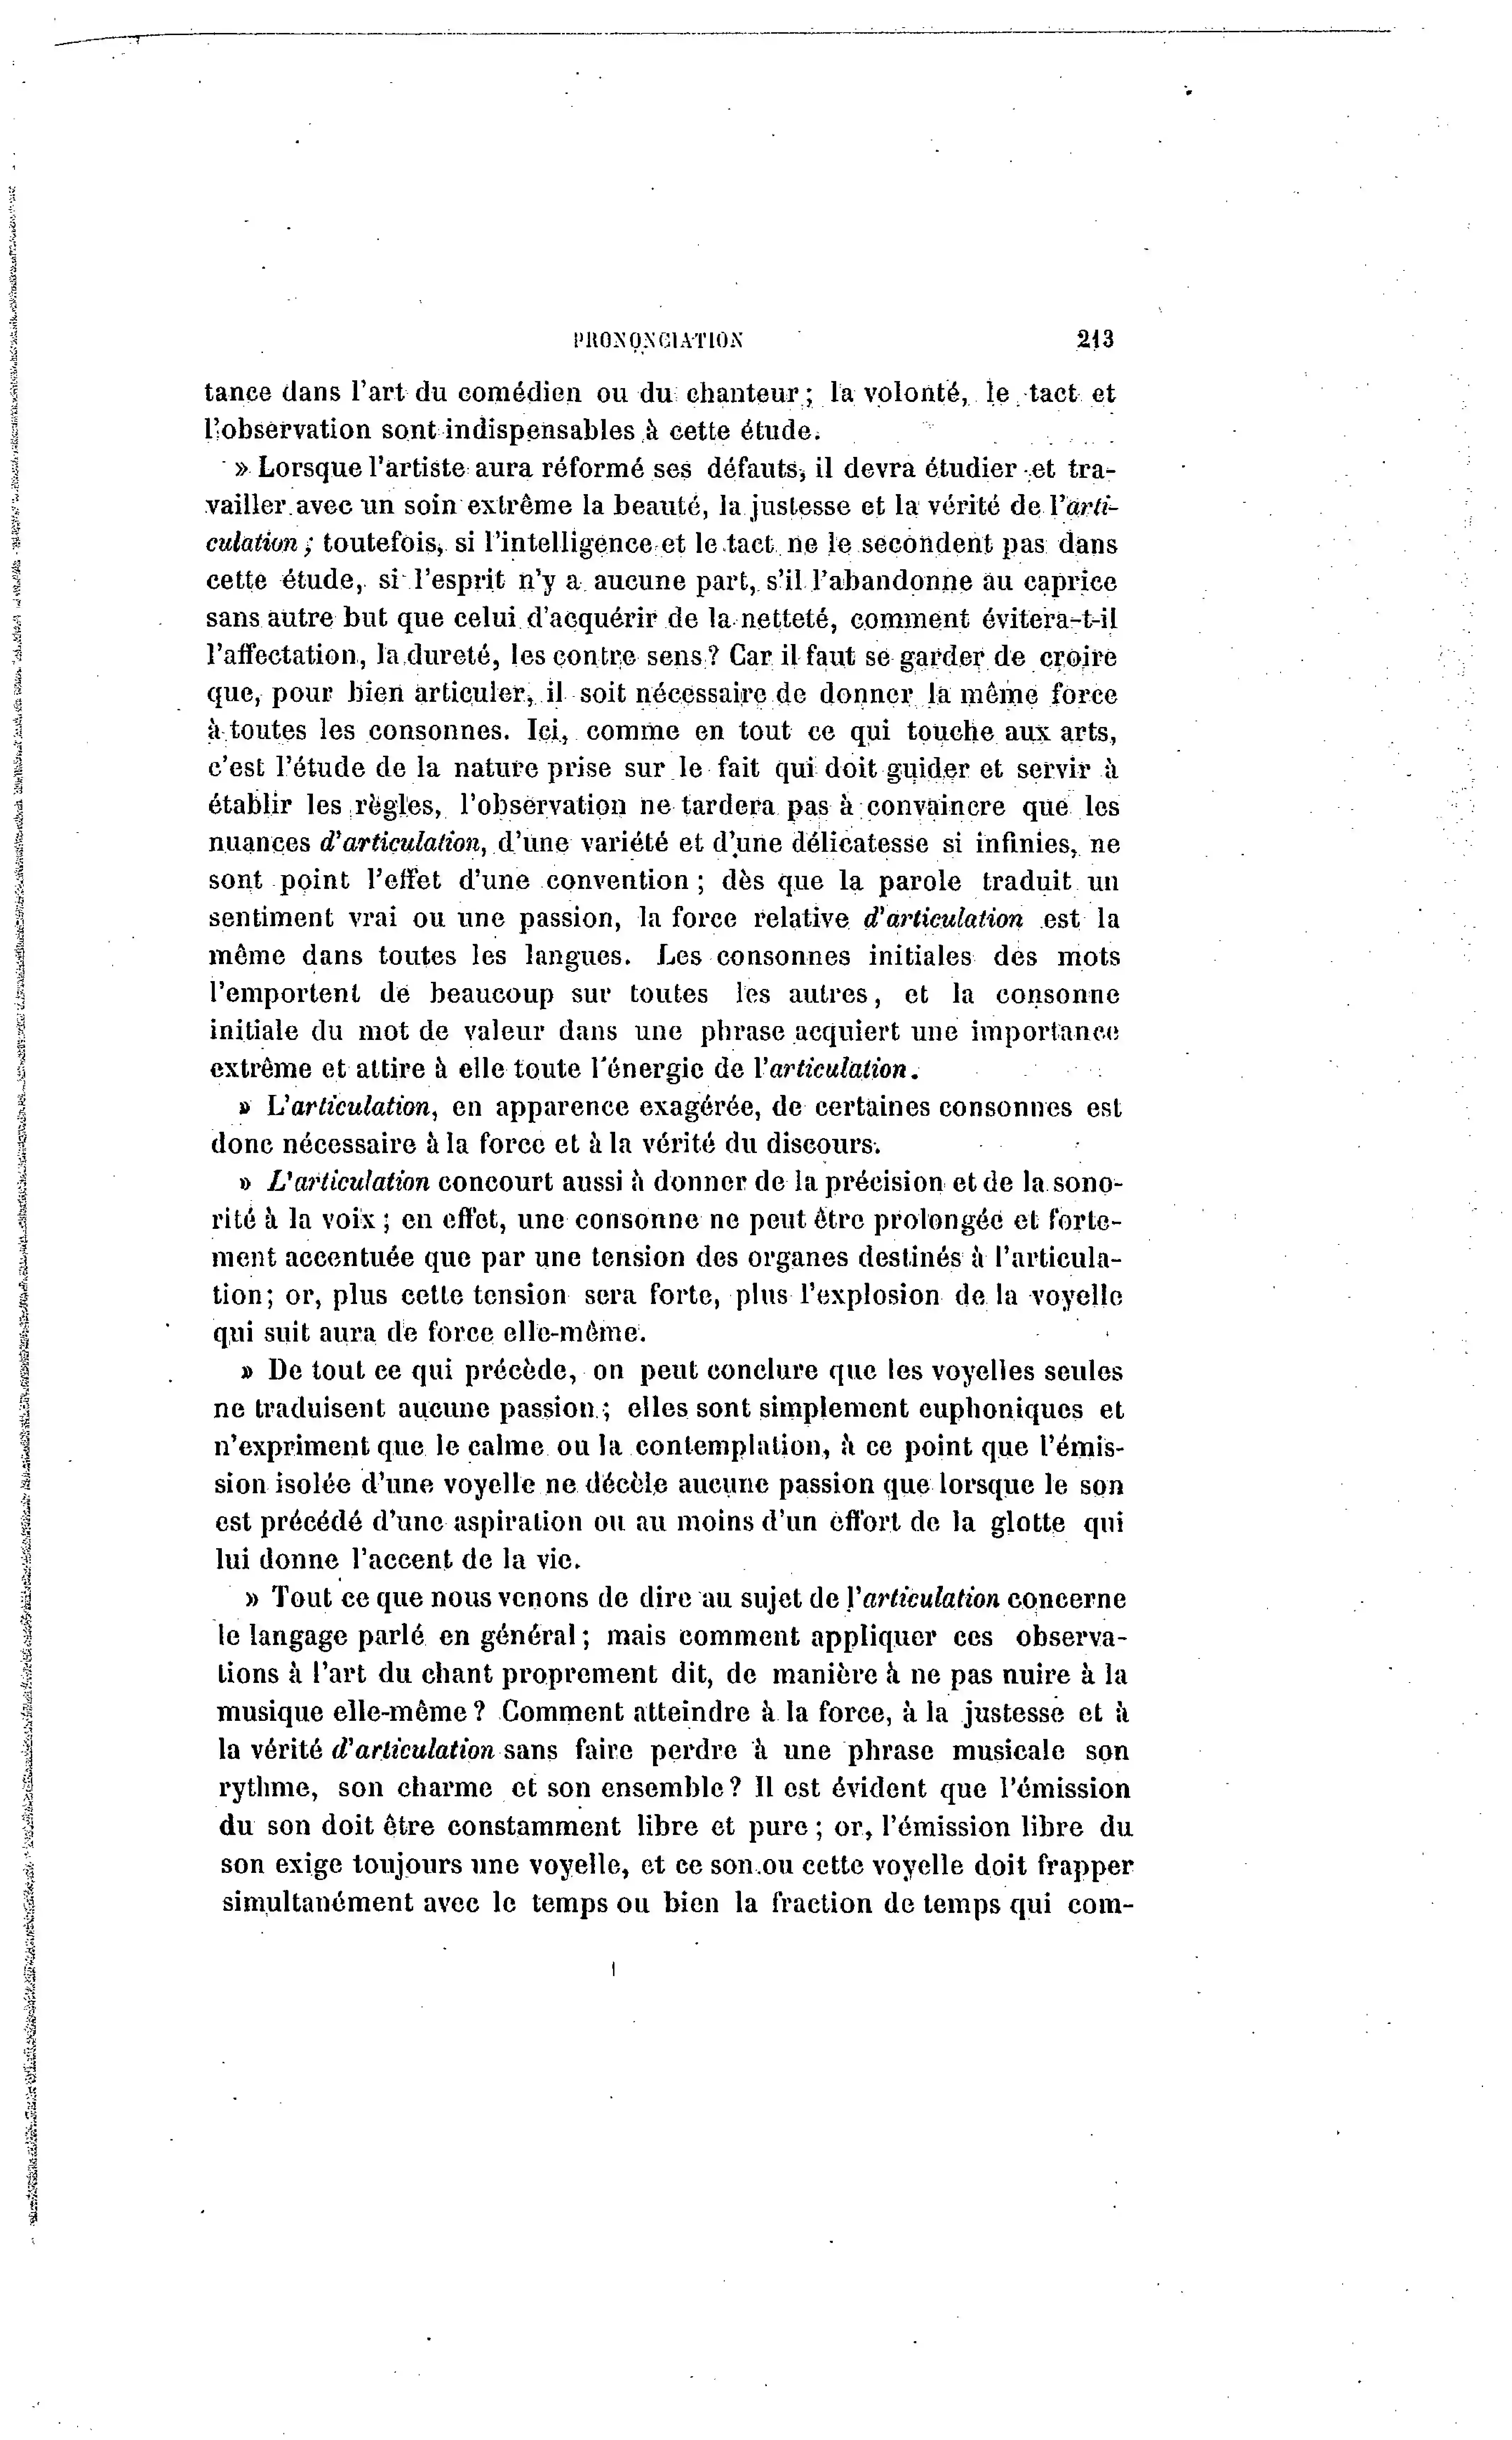 PRONONCIATION 213
tance dans l'art du comédien ou du chanteur ; la volonté, le tact et
l'observation sont indispensables à cette étude.
» Lorsque l'artiste aura réformé ses défauts, il devra étudier et tra-
vailler avec un soin extrême la beauté, la justesse et la vérité de l'arti-
culation ; toutefois, si l'intelligence et le tact ne le secondent pas dans
cette étude, si l'esprit n'y a aucune part, s'il l'abandonne au caprice
sans autre but que celui d'acquérir de la netteté, comment évitera-t-il
l'affectation, la dureté, les contre sens ? Car il faut se garder de croire
que, pour bien articuler, il soit nécessaire de donner la même force
à toutes les consonnes. Ici, comme en tout ce qui touche aux arts,
c'est l'étude de la nature prise sur le fait qui doit guider et servir à
établir les règles, l'observation ne tardera pas à convaincre que les
nuances d'articulation, d'une variété et d'une délicatesse si infinies, ne
sont point l'effet d'une convention ; dès que la parole traduit un
sentiment vrai ou une passion, la force relative d'articulation est la
même dans toutes les langues. Les consonnes initiales des mots
l'emportent de beaucoup sur toutes les autres, et la consonne
initiale du mot de valeur dans une phrase acquiert une importance
extrême et attire à elle toute l'énergie de l'articulation.
» L'articulation, en apparence exagérée, de certaines consonnes est
donc nécessaire à la force et à la vérité du discours.
» L'articulation concourt aussi à donner de la précision et de la sono-
rité à la voix ; en effet, une consonne ne peut être prolongée et forte-
ment accentuée que par une tension des organes destinés à l'articula-
tion; or, plus cette tension sera forte, plus l'explosion de la voyelle
qui suit aura de force elle-même.
» De tout ce qui précède, on peut conclure que les voyelles seules
ne traduisent aucune passion ; elles sont simplement euphoniques et
n'expriment que le calme ou la contemplation, à ce point que l'émis-
sion isolée d'une voyelle ne décèle aucune passion que lorsque le son
est précédé d'une aspiration ou au moins d'un effort de la glotte qui
lui donne l'accent de la vie.
» Tout ce que nous venons de dire au sujet de l'articulation concerne
le langage parlé en général ; mais comment appliquer ces observa-
tions à l'art du chant proprement dit, de manière à ne pas nuire à la
musique elle-même ? Comment atteindre à la force, à la justesse et à
la vérité d'articulation sans faire perdre à une phrase musicale son
rythme, son charme et son ensemble ? Il est évident que l'émission
du son doit être constamment libre et pure ; or, l'émission libre du
son exige toujours une voyelle, et ce son ou cette voyelle doit frapper
simultanément avec le temps ou bien la fraction de temps qui com-